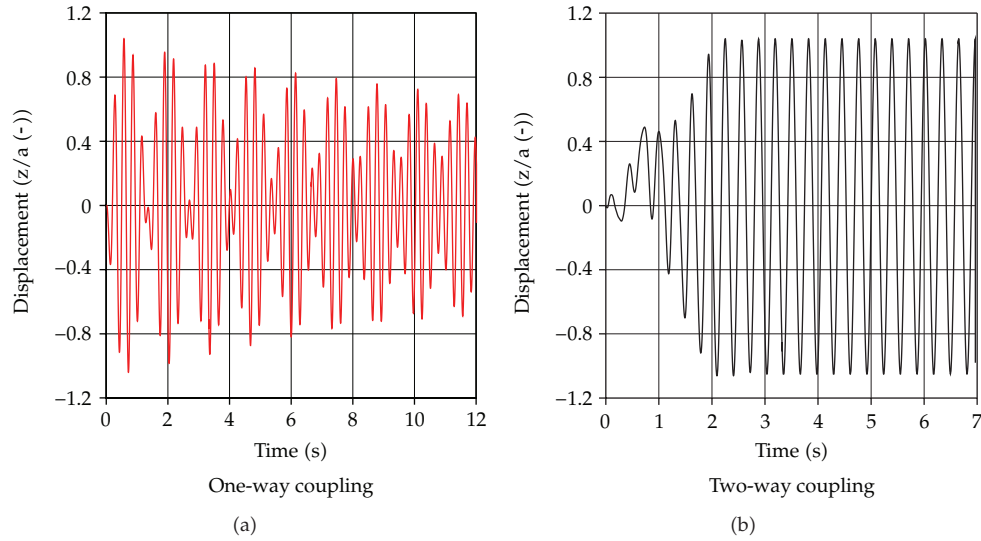 1.2
0.8
0.4
0
−0.4
−0.8
−1.2
Displacement (z/a (-))
0 2 4 6 8 10 12
Time (s)
One-way coupling
(a)
1.2
0.8
0.4
0
−0.4
−0.8
−1.2
Displacement (z/a (-))
0 1 2 3 4 5 6 7
Time (s)
Two-way coupling
(b)